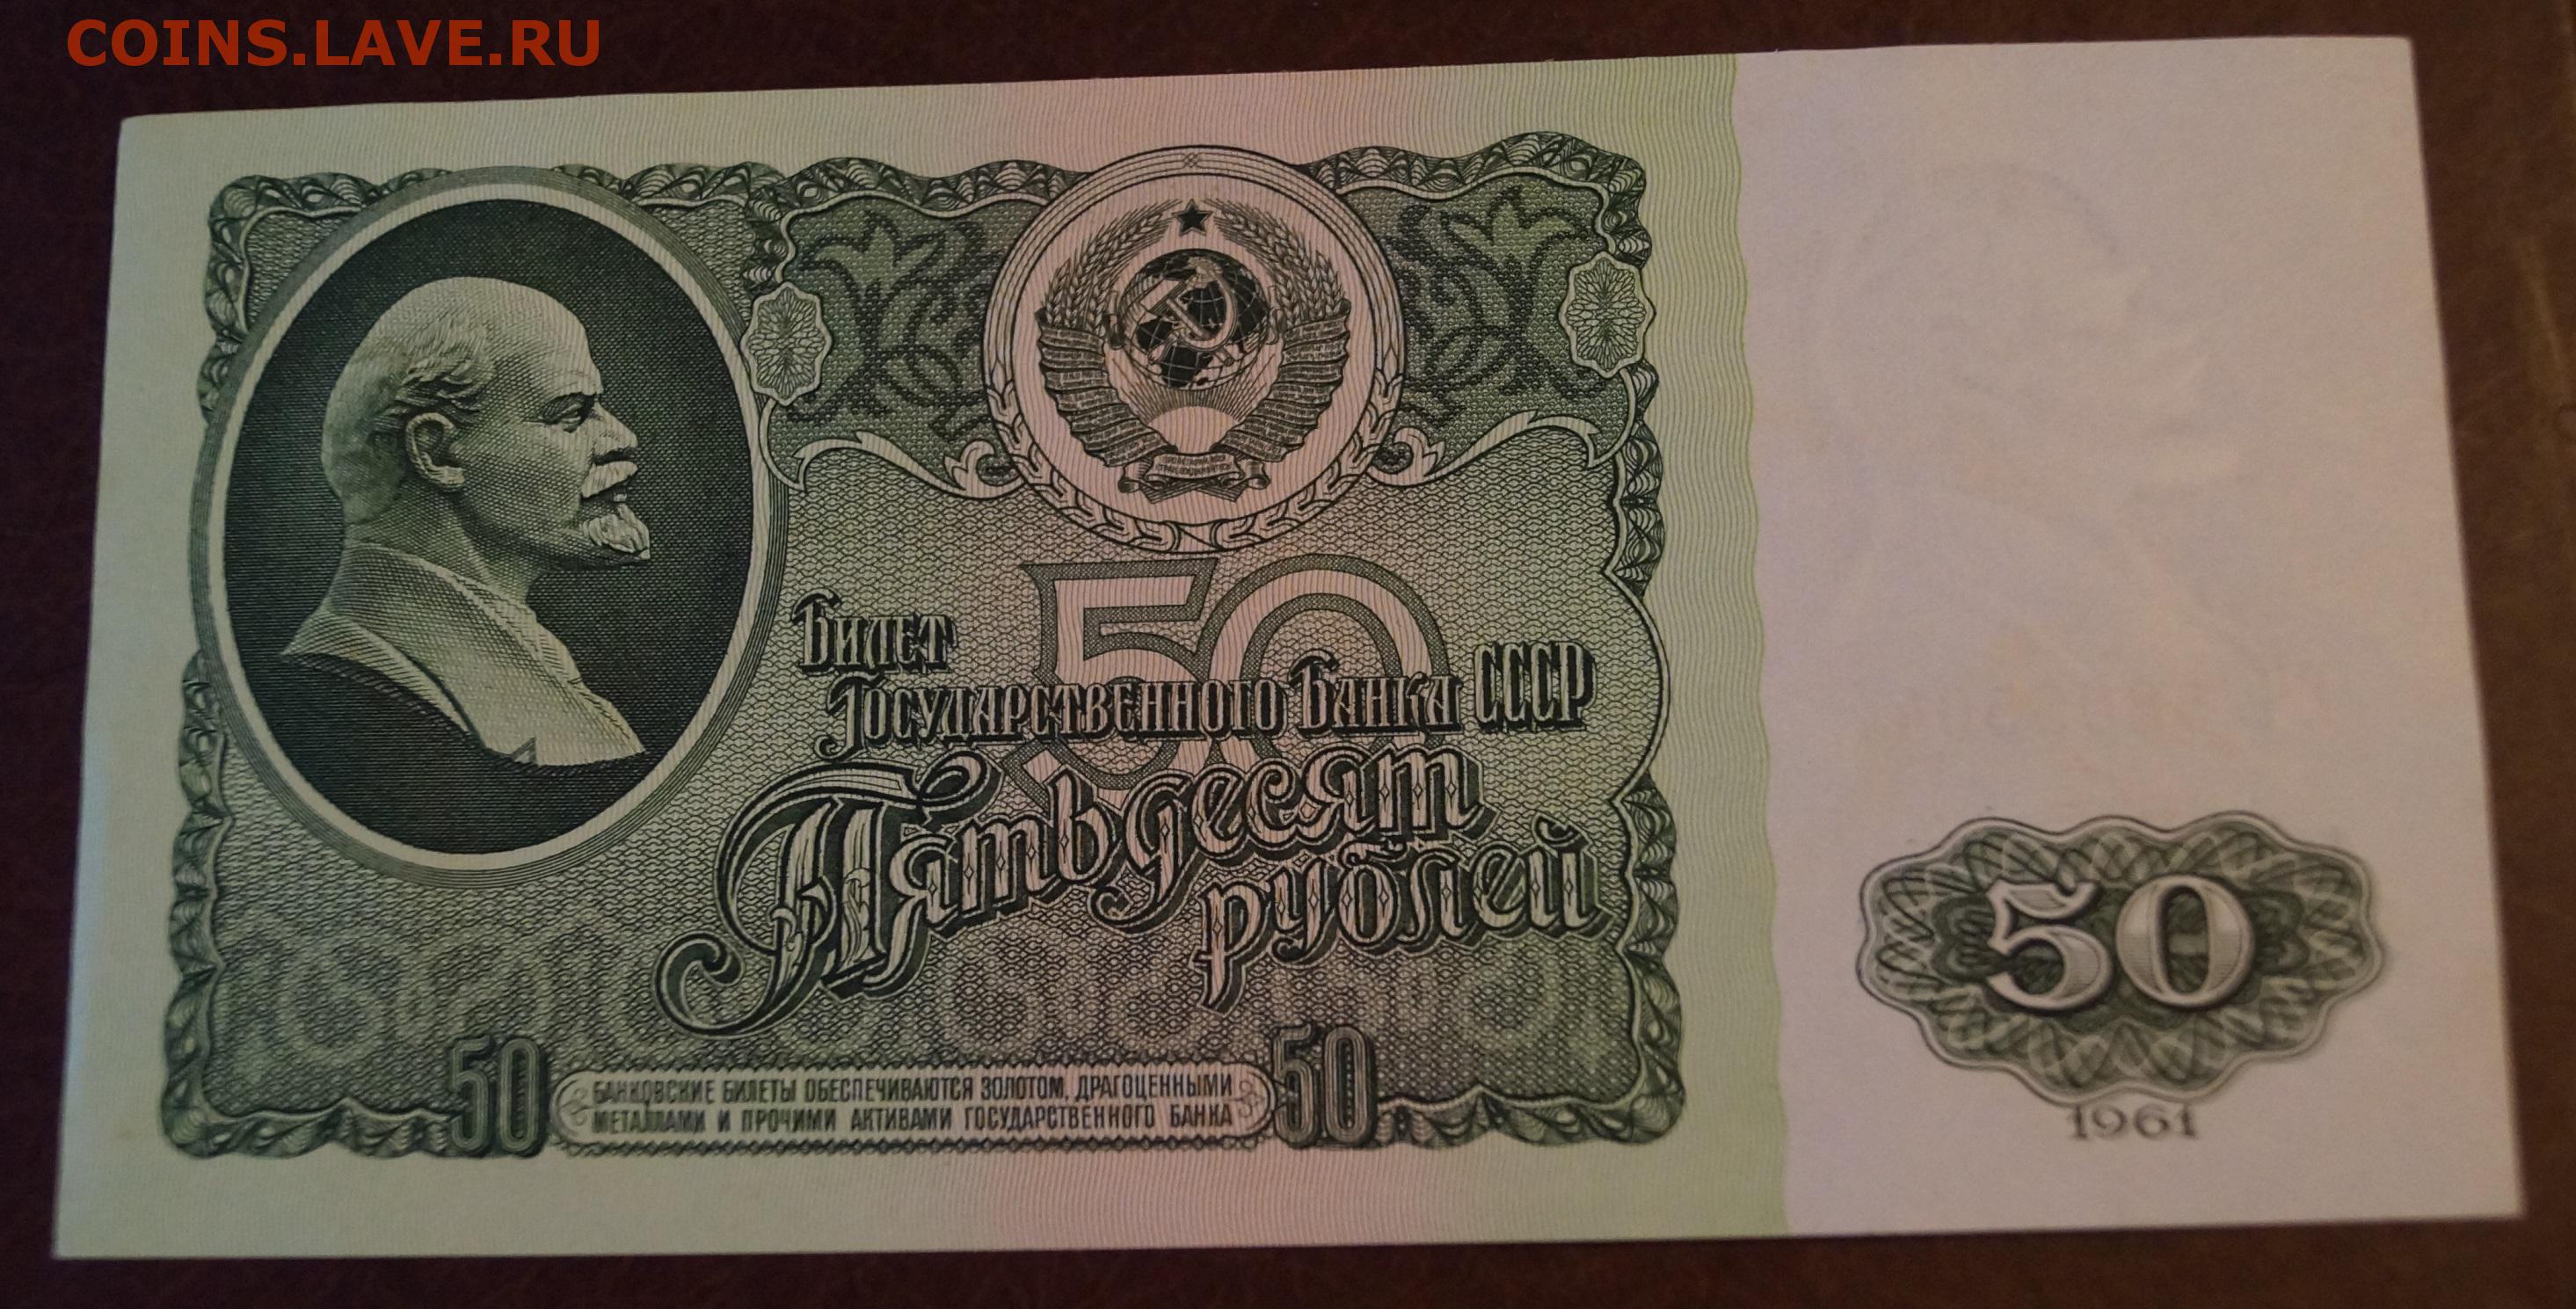 COINS.LAVE.RU
Билет
Государственного Банка СССР
50
Пятьдесят
рублей
50
БАНКОВСКИЕ БИЛЕТЫ ОБЕСПЕЧИВАЮТСЯ ЗОЛОТОМ, ДРАГОЦЕННЫМИ
МЕТАЛЛАМИ И ПРОЧИМИ АКТИВАМИ ГОСУДАРСТВЕННОГО БАНКА
50
50
1961